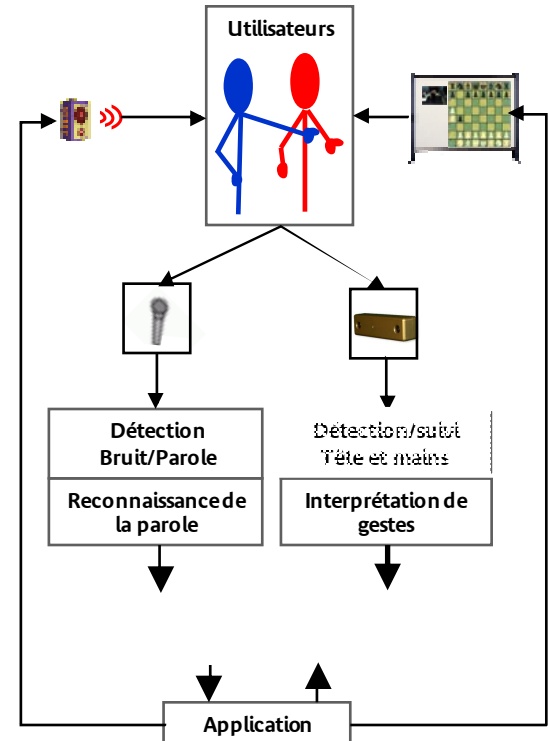 Utilisateurs
Détection
Bruit/Parole
Reconnaissance de
la parole
Détection/suivi
Tête et mains
Interprétation de
gestes
Application